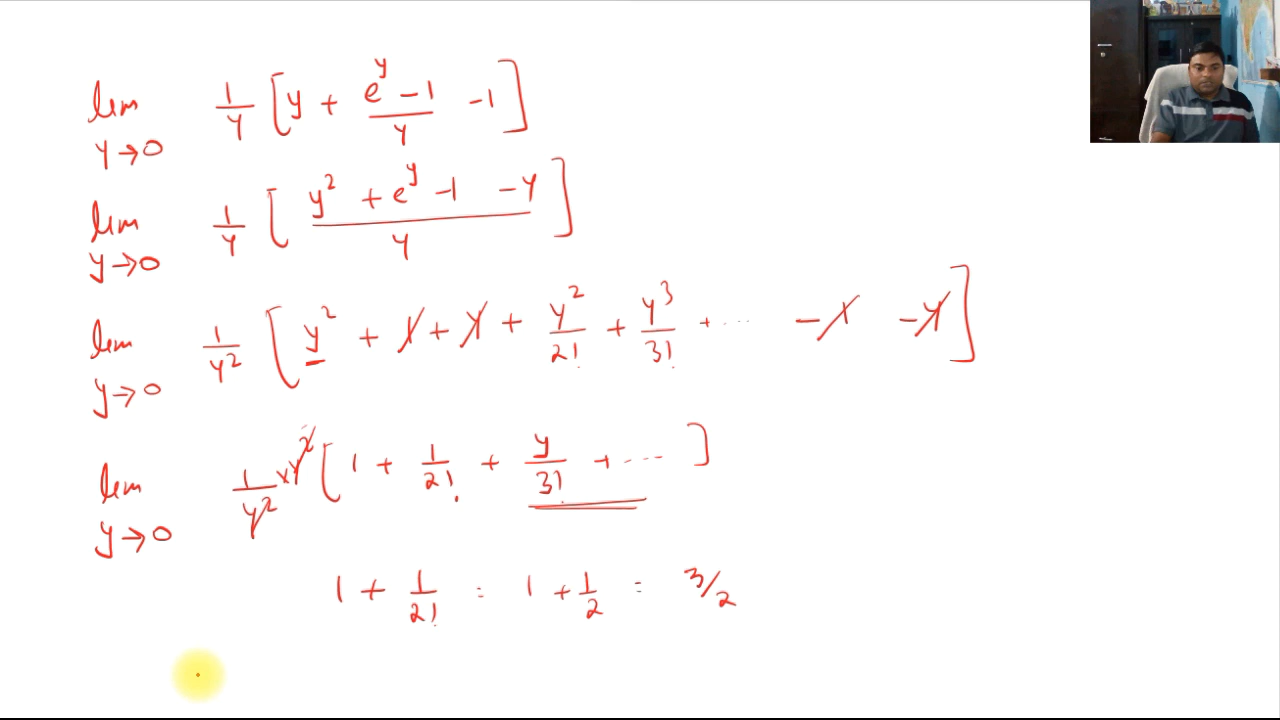 lim y→0 1/y [y + (e^y − 1)/y − 1]
lim y→0 1/y [(y² + e^y − 1 − y)/y]
lim y→0 1/y² [y² + 1 + y + y²/2! + y³/3! + ... − 1 − y]
lim y→0 1/y² × y² [1 + 1/2! + y/3! + ...]
1 + 1/2! = 1 + 1/2 = 3/2